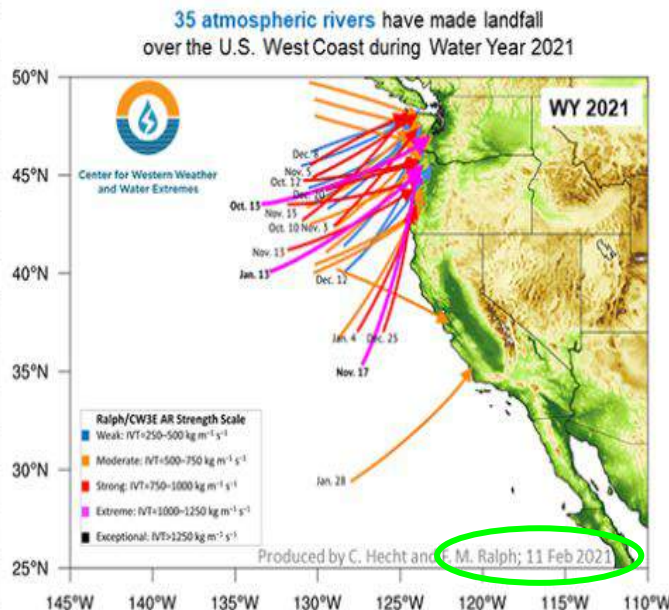 35 atmospheric rivers have made landfall
over the U.S. West Coast during Water Year 2021
50°N
45°N
40°N
35°N
30°N
25°N
Center for Western Weather
and Water Extremes
WY 2021
Dec. 8
Nov. 5
Oct. 12
Dec. 20
Oct. 13
Nov. 15
Oct. 10
Nov. 3
Nov. 13
Jan. 13
Dec. 12
Jan. 4
Dec. 25
Nov. 17
Jan. 28
Ralph/CW3E AR Strength Scale
Weak: IVT=250–500 kg m⁻¹ s⁻¹
Moderate: IVT=500–750 kg m⁻¹ s⁻¹
Strong: IVT=750–1000 kg m⁻¹ s⁻¹
Extreme: IVT=1000–1250 kg m⁻¹ s⁻¹
Exceptional: IVT>1250 kg m⁻¹ s⁻¹
Produced by C. Hecht and F. M. Ralph; 11 Feb 2021
145°W 140°W 135°W 130°W 125°W 120°W 115°W 110°W